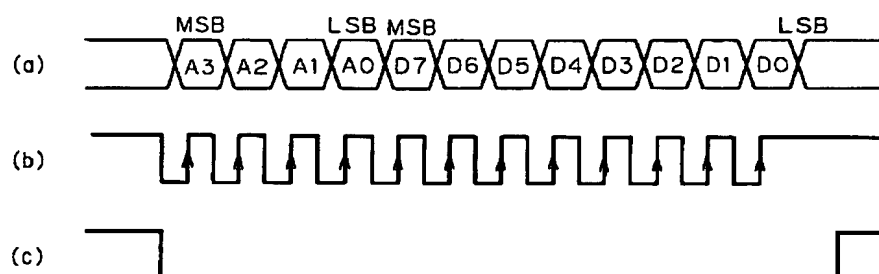 MSB LSB MSB LSB
(a) A3 A2 A1 A0 D7 D6 D5 D4 D3 D2 D1 D0
(b)
(c)